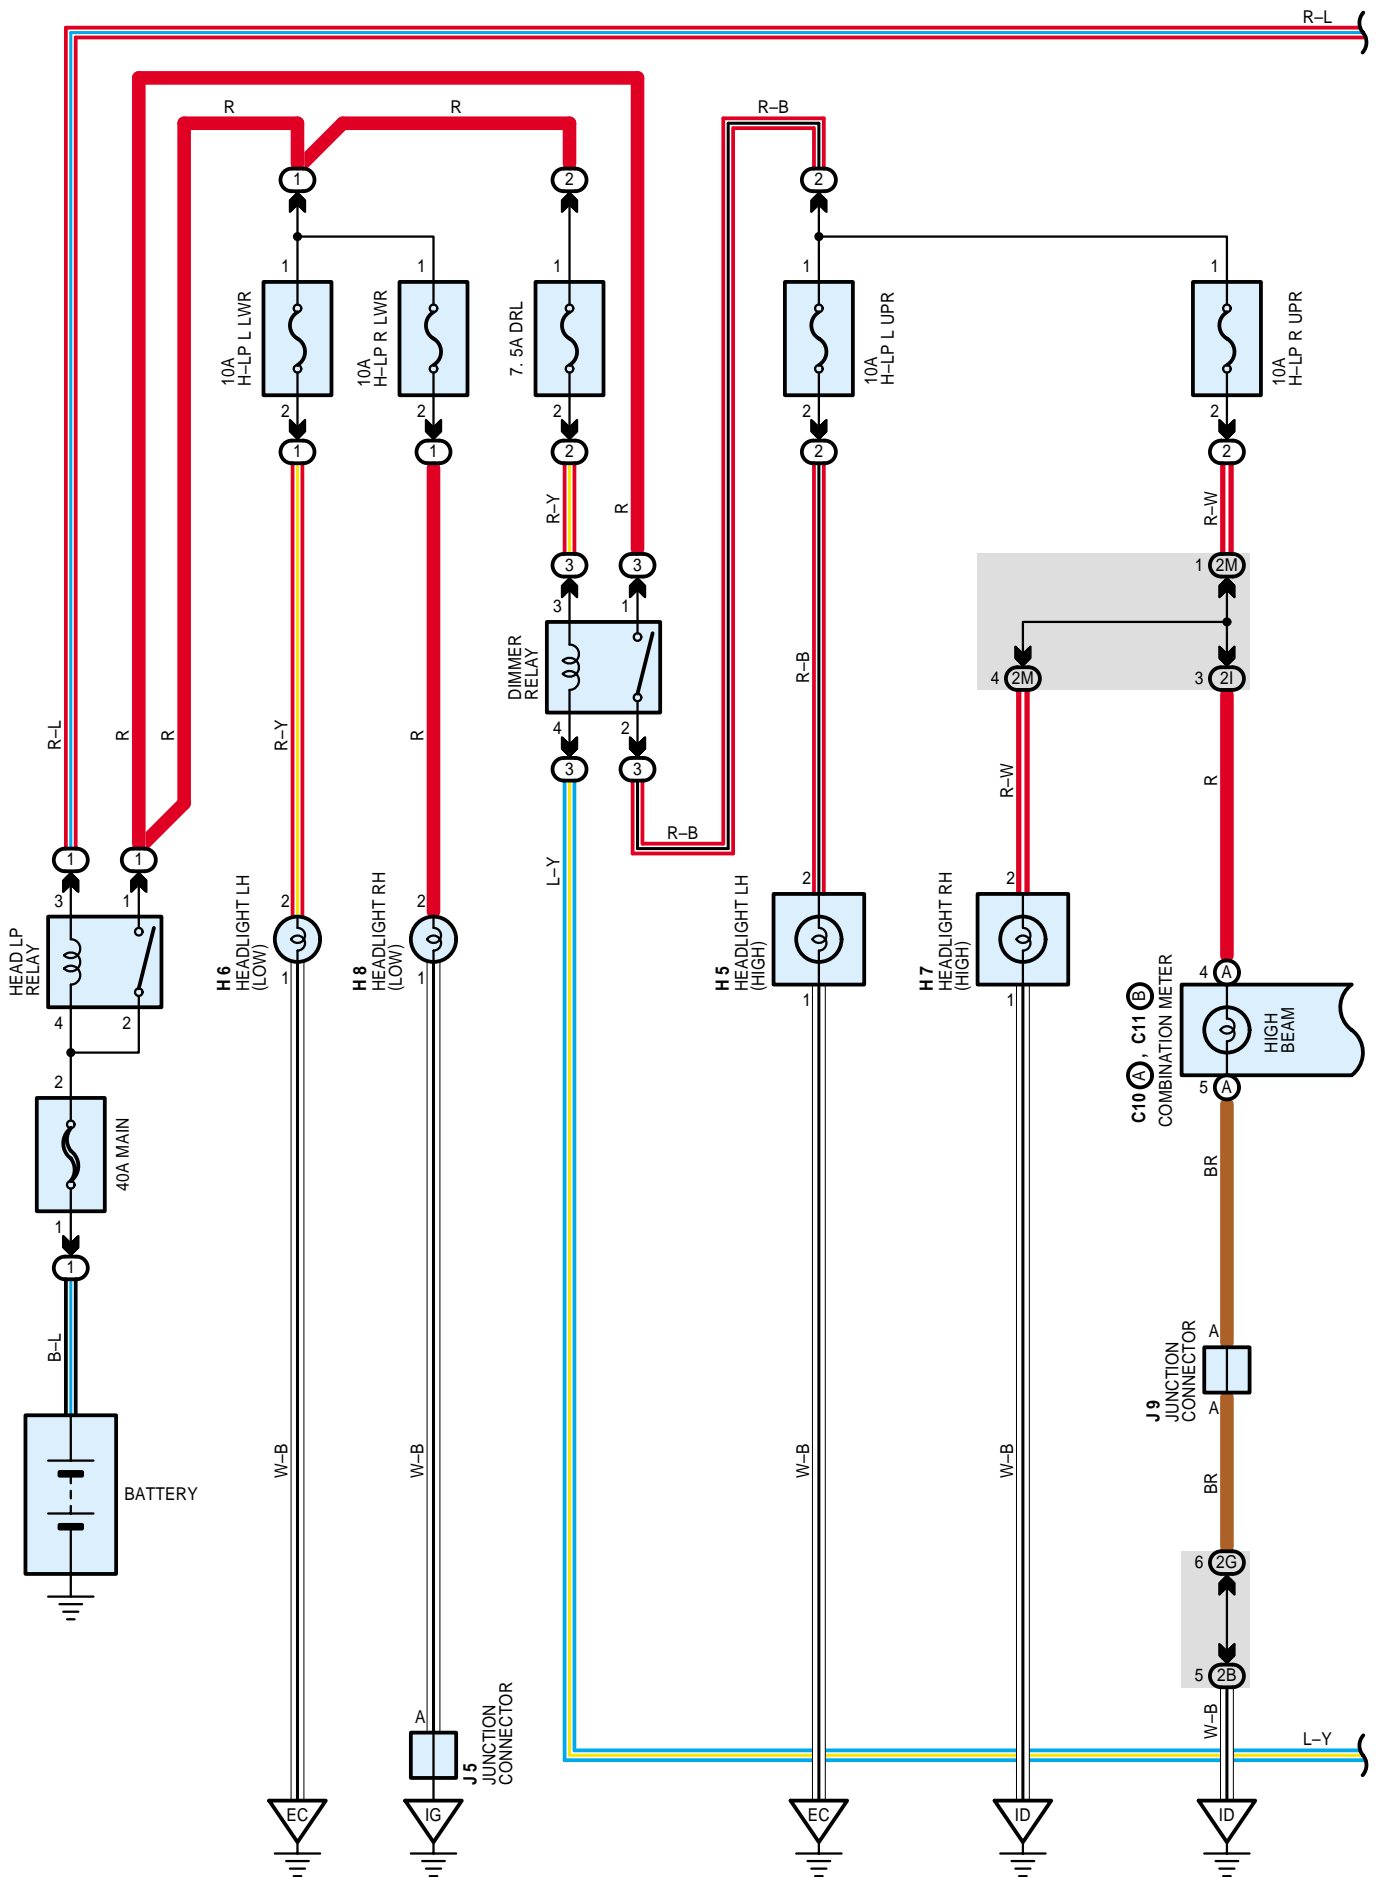 R–L
R
R
R–B
1
2
2
1
1
1
1
1
10A
H–LP L LWR
10A
H–LP R LWR
7. 5A DRL
10A
H–LP L UPR
10A
H–LP R UPR
2
2
2
2
2
1
1
2
2
2
R–Y
R
R–W
3
3
1
2M
3
1
DIMMER
RELAY
R–B
4
2M
3
2I
R–L
R
R
R–Y
R
4
2
3
3
R–W
R
R–B
L–Y
1
1
3
1
HEAD LP
RELAY
4
2
2
H 6
HEADLIGHT LH
(LOW)
1
2
H 8
HEADLIGHT RH
(LOW)
1
2
H 5
HEADLIGHT LH
(HIGH)
1
2
H 7
HEADLIGHT RH
(HIGH)
1
4
A
C10 A , C11 B
COMBINATION METER
HIGH
BEAM
5
A
2
40A MAIN
1
1
B–L
BR
A
J 9
JUNCTION
CONNECTOR
A
BATTERY
W–B
W–B
W–B
W–B
BR
6
2G
5
2B
W–B
A
J 5
JUNCTION
CONNECTOR
L–Y
EC
IG
EC
ID
ID